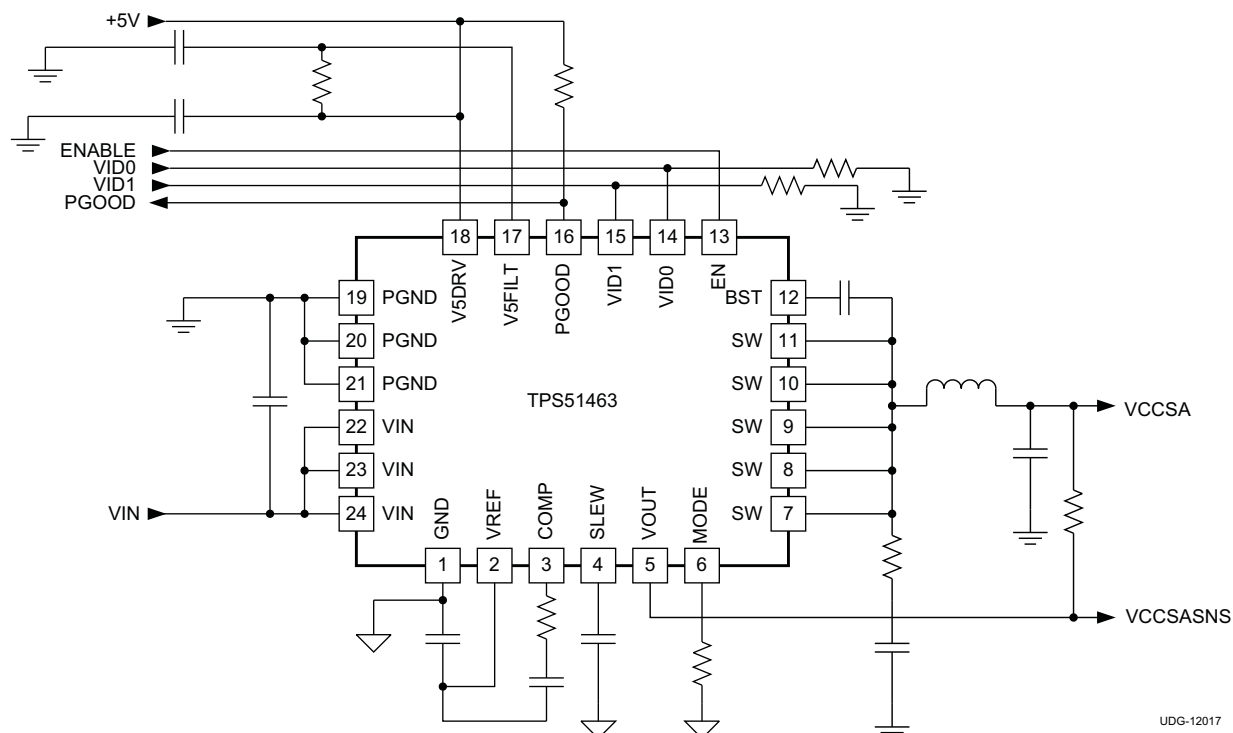 +5V
ENABLE
VID0
VID1
PGOOD
18
17
16
15
14
13
V5DRV
V5FILT
PGOOD
VID1
VID0
EN
19 PGND
20 PGND
21 PGND
22 VIN
23 VIN
24 VIN
VIN
TPS51463
BST 12
SW 11
SW 10
SW 9
SW 8
SW 7
VCCSA
GND
VREF
COMP
SLEW
VOUT
MODE
1
2
3
4
5
6
VCCSASNS
UDG-12017